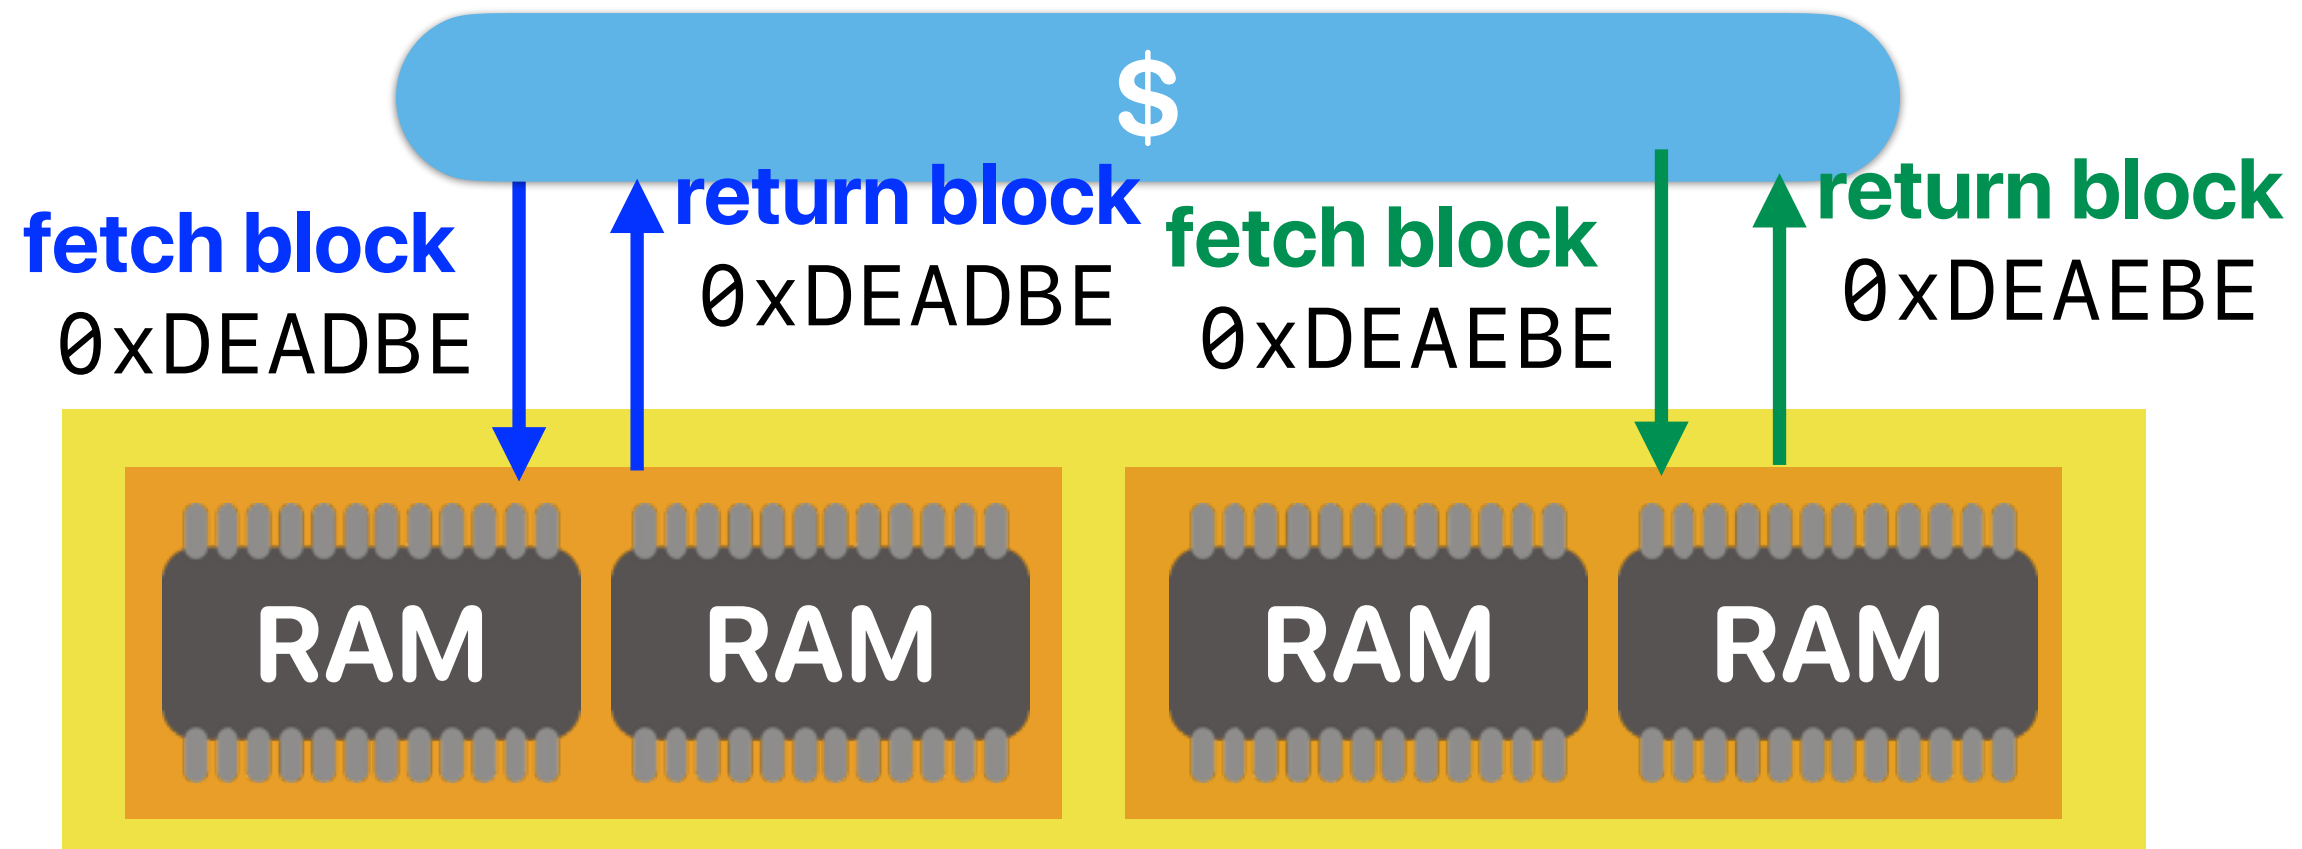 $
fetch block
0xDEADBE
return block
0xDEADBE
fetch block
0xDEAEBE
return block
0xDEAEBE
RAM
RAM
RAM
RAM